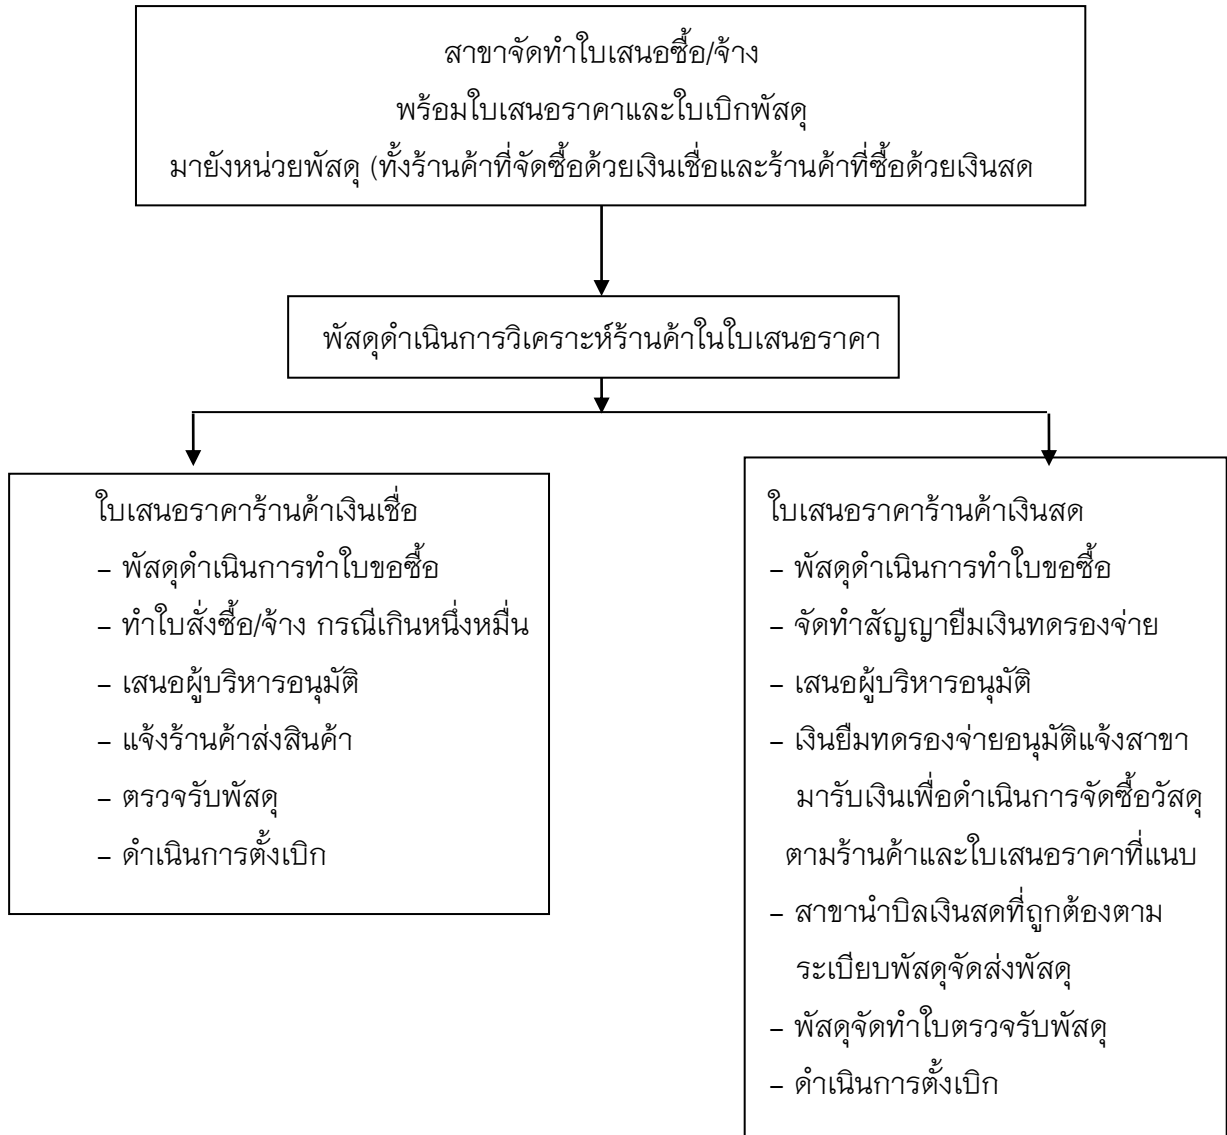 สาขาจัดทำใบเสนอซื้อ/จ้าง
พร้อมใบเสนอราคาและใบเบิกพัสดุ
มายังหน่วยพัสดุ (ทั้งร้านค้าที่จัดซื้อด้วยเงินเชื่อและร้านค้าที่ซื้อด้วยเงินสด
พัสดุดำเนินการวิเคราะห์ร้านค้าในใบเสนอราคา
ใบเสนอราคาร้านค้าเงินเชื่อ
– พัสดุดำเนินการทำใบขอซื้อ
– ทำใบสั่งซื้อ/จ้าง กรณีเกินหนึ่งหมื่น
– เสนอผู้บริหารอนุมัติ
– แจ้งร้านค้าส่งสินค้า
– ตรวจรับพัสดุ
– ดำเนินการตั้งเบิก
ใบเสนอราคาร้านค้าเงินสด
– พัสดุดำเนินการทำใบขอซื้อ
– จัดทำสัญญายืมเงินทดรองจ่าย
– เสนอผู้บริหารอนุมัติ
– เงินยืมทดรองจ่ายอนุมัติแจ้งสาขา
มารับเงินเพื่อดำเนินการจัดซื้อวัสดุ
ตามร้านค้าและใบเสนอราคาที่แนบ
– สาขานำบิลเงินสดที่ถูกต้องตาม
ระเบียบพัสดุจัดส่งพัสดุ
– พัสดุจัดทำใบตรวจรับพัสดุ
– ดำเนินการตั้งเบิก